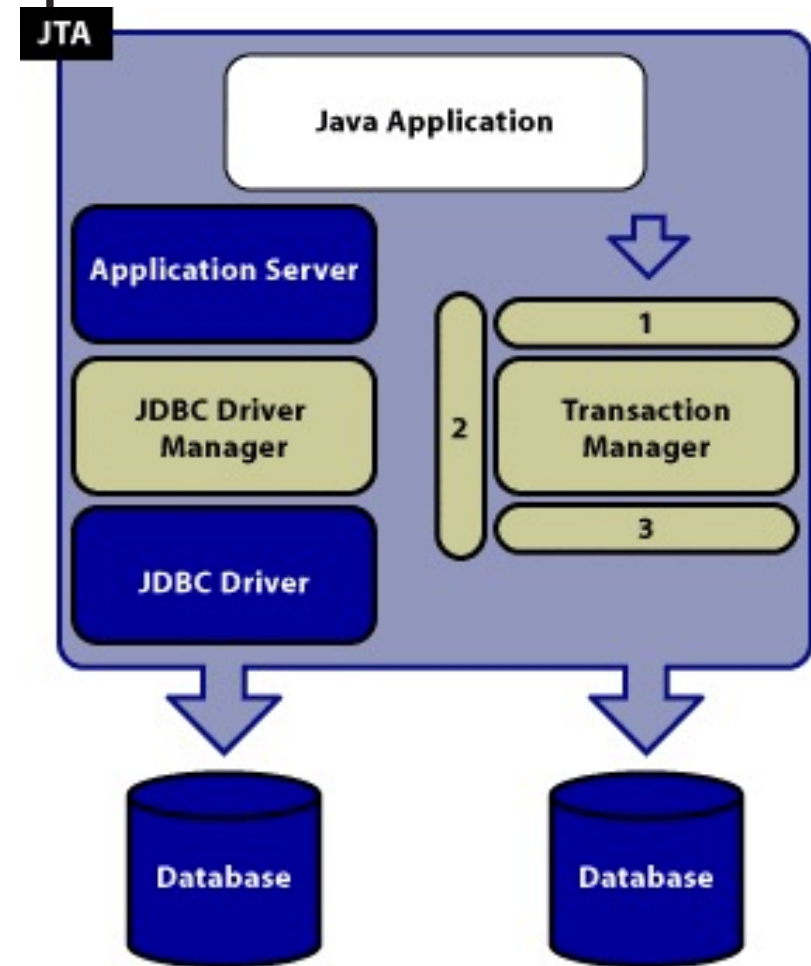 JTA
Java Application
Application Server
1
JDBC Driver
Manager
2
Transaction
Manager
3
JDBC Driver
Database
Database